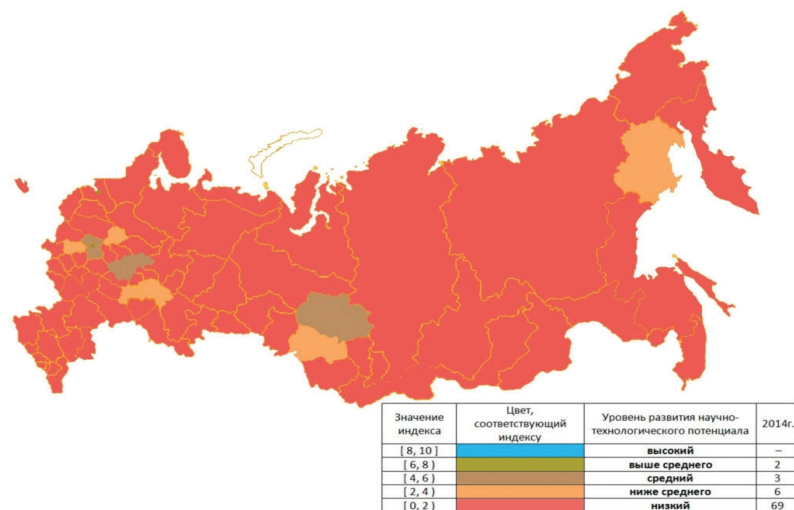 Значение индекса
Цвет, соответствующий индексу
Уровень развития научно-технологического потенциала
2014г.
[ 8, 10 ] высокий –
[ 6, 8 ) выше среднего 2
[ 4, 6 ) средний 3
[ 2, 4 ) ниже среднего 6
[ 0, 2 ) низкий 69